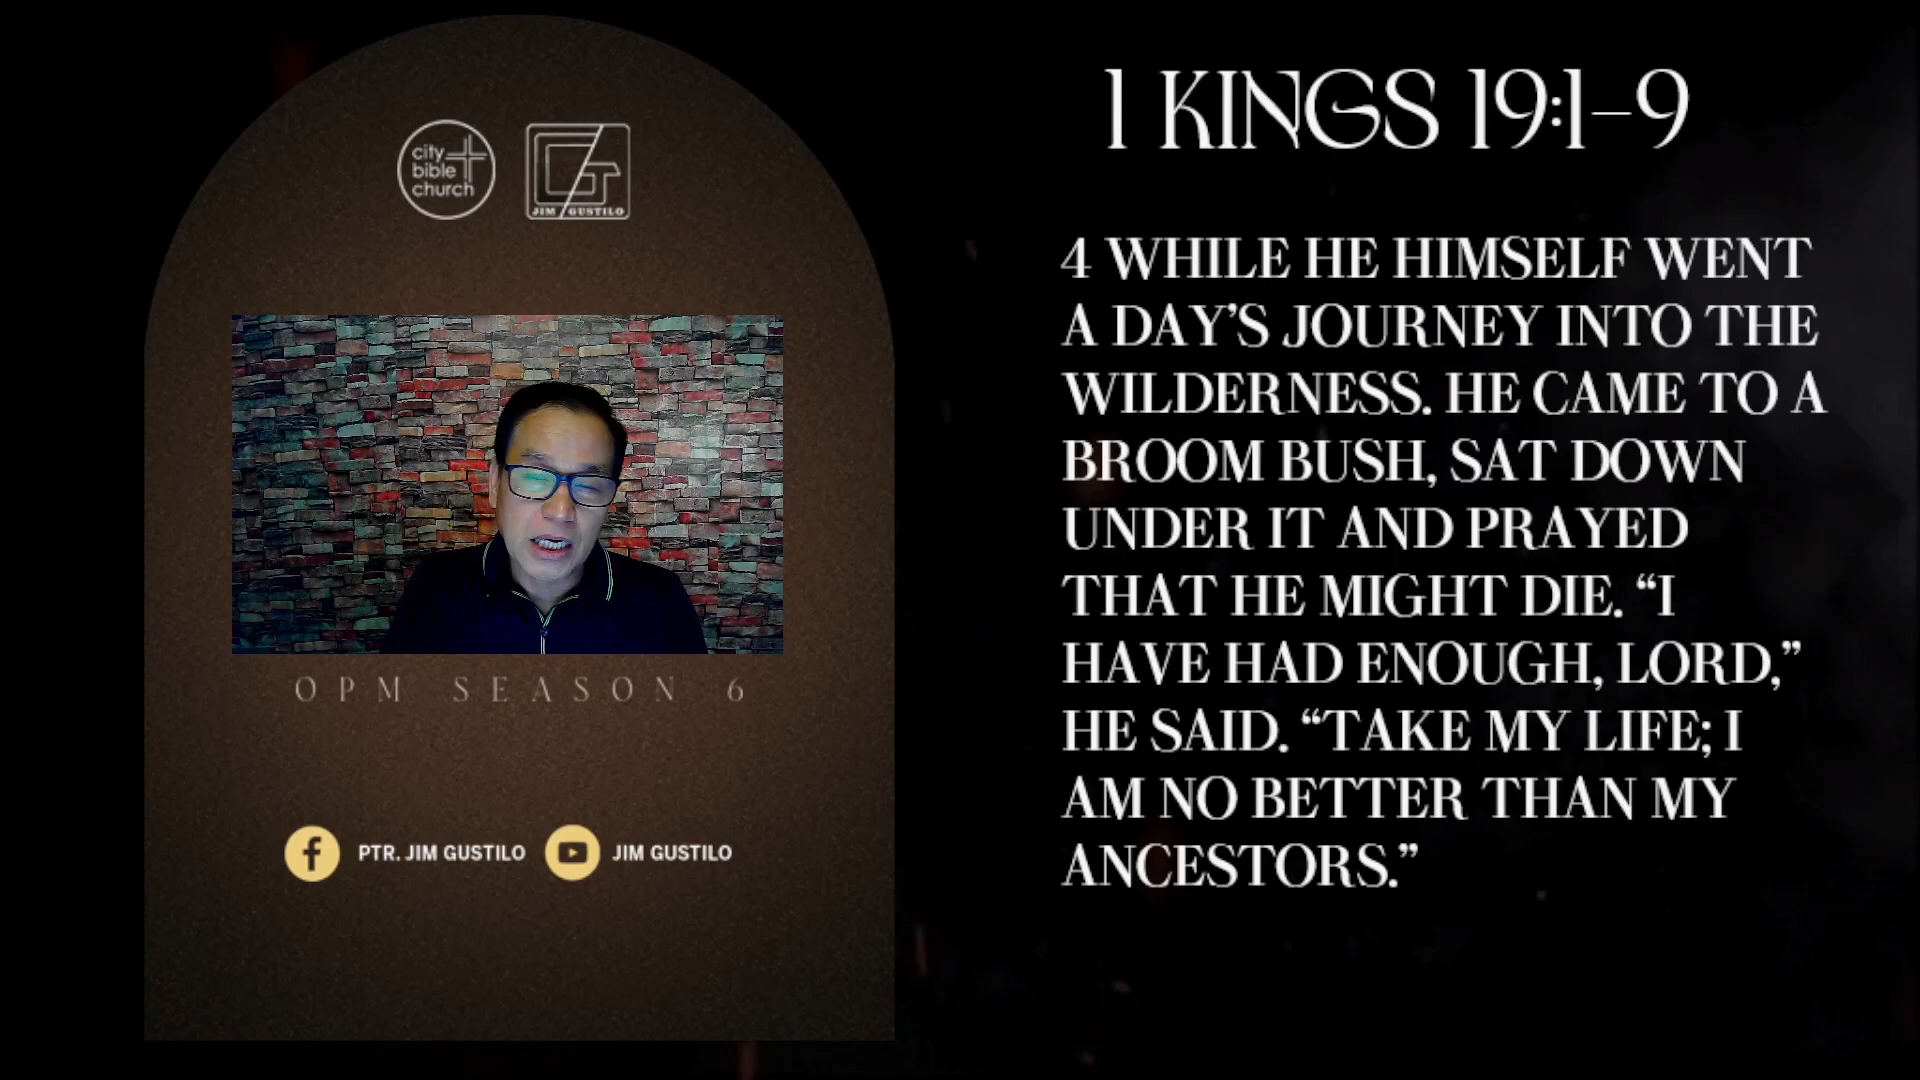 city
bible
church
JIM GUSTILO
OPM SEASON 6
PTR. JIM GUSTILO
JIM GUSTILO
1 KINGS 19:1-9
4 WHILE HE HIMSELF WENT
A DAY’S JOURNEY INTO THE
WILDERNESS. HE CAME TO A
BROOM BUSH, SAT DOWN
UNDER IT AND PRAYED
THAT HE MIGHT DIE. “I
HAVE HAD ENOUGH, LORD,”
HE SAID. “TAKE MY LIFE; I
AM NO BETTER THAN MY
ANCESTORS.”